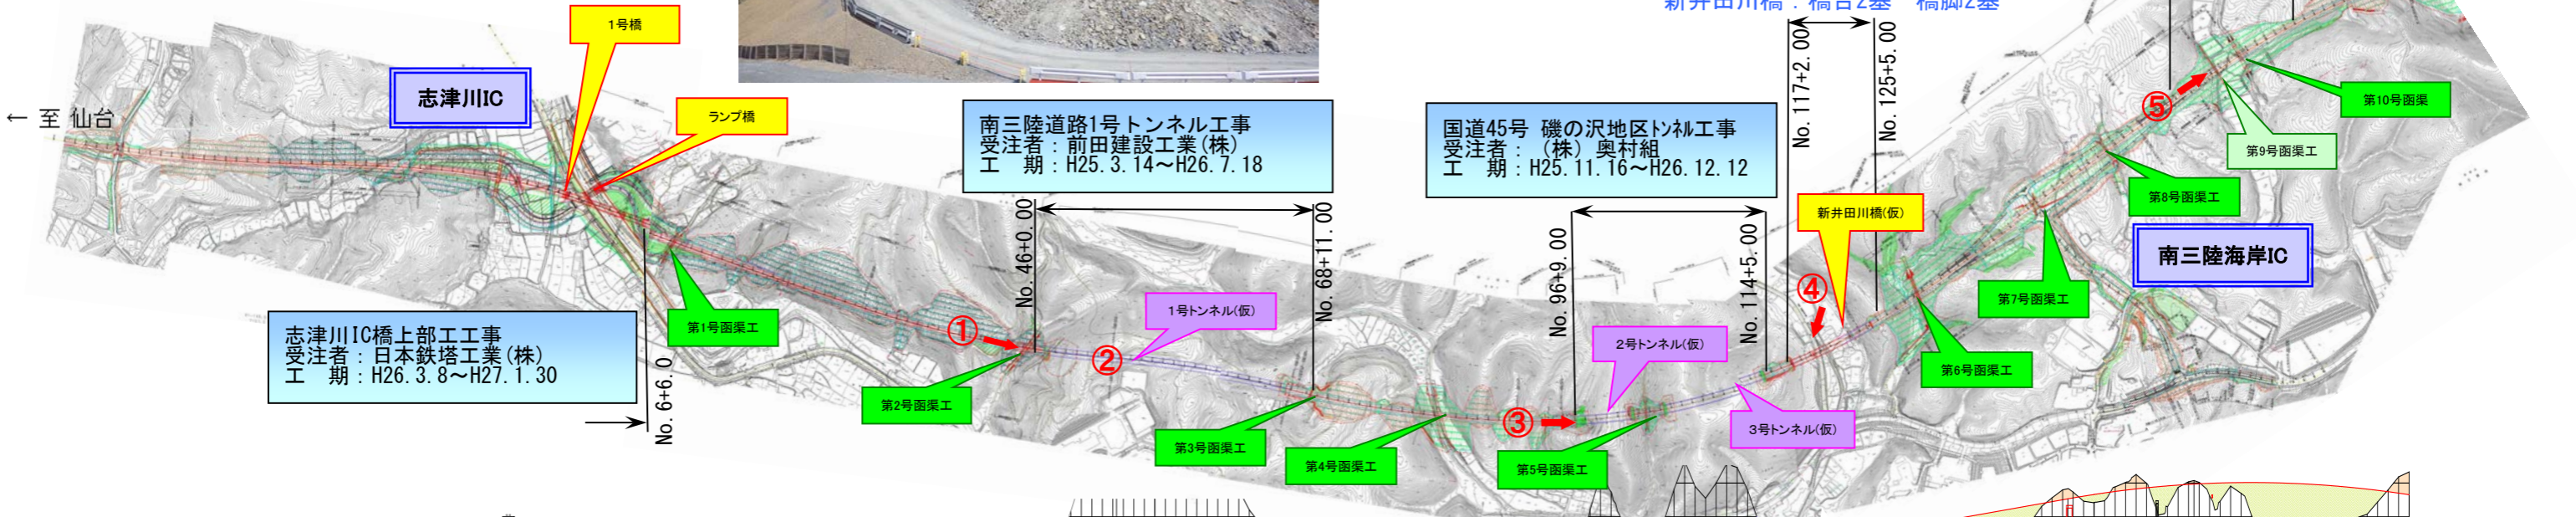 新井田川橋：橋台2基　橋脚2基
1号橋
志津川IC
ランプ橋
← 至 仙台
南三陸道路1号トンネル工事
受注者：前田建設工業(株)
工　期：H25.3.14～H26.7.18
国道45号 磯の沢地区ﾄﾝﾈﾙ工事
受注者：（株）奥村組
工　期：H25.11.16～H26.12.12
No. 117+2. 00
No. 125+5. 00
⑤
第10号函渠
第9号函渠工
第8号函渠工
新井田川橋(仮)
南三陸海岸IC
第7号函渠工
④
第6号函渠工
No. 46+0. 00
No. 68+11. 00
No. 96+9. 00
No. 114+5. 00
1号トンネル(仮)
2号トンネル(仮)
3号トンネル(仮)
志津川IC橋上部工工事
受注者：日本鉄塔工業(株)
工　期：H26.3.8～H27.1.30
第1号函渠工
No. 6+6. 0
①
②
第2号函渠工
第3号函渠工
第4号函渠工
③
第5号函渠工